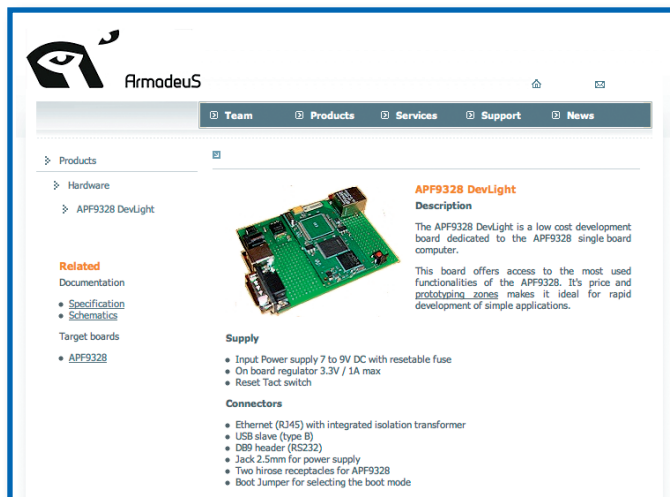 ArmadeuS
Team Products Services Support News
Products
Hardware
APF9328 DevLight
Related
Documentation
Specification
Schematics
Target boards
APF9328
APF9328 DevLight
Description
The APF9328 DevLight is a low cost development
board dedicated to the APF9328 single board
computer.
This board offers access to the most used
functionalities of the APF9328. It's price and
prototyping zones makes it ideal for rapid
development of simple applications.
Supply
Input Power supply 7 to 9V DC with resetable fuse
On board regulator 3.3V / 1A max
Reset Tact switch
Connectors
Ethernet (RJ45) with integrated isolation transformer
USB slave (type B)
DB9 header (RS232)
Jack 2.5mm for power supply
Two hirose receptacles for APF9328
Boot Jumper for selecting the boot mode